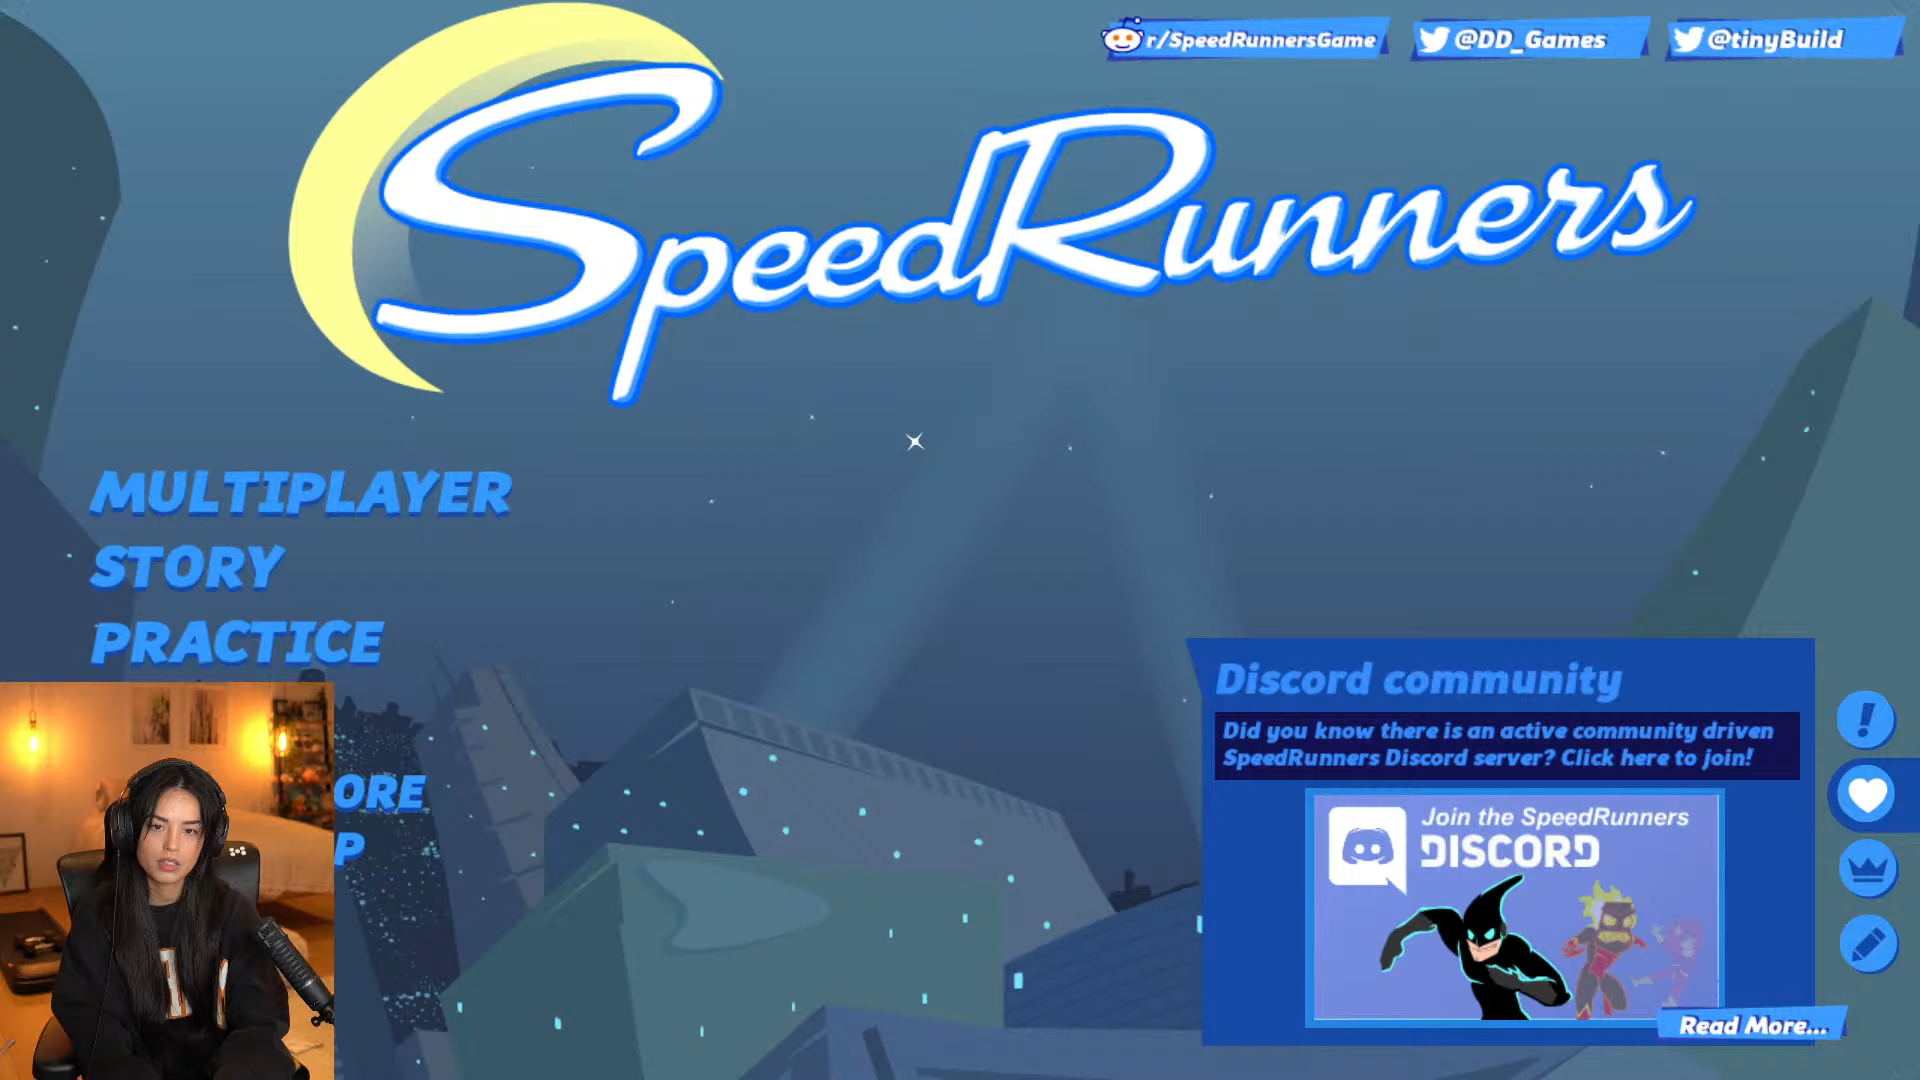 r/SpeedRunnersGame
@DD_Games
@tinyBuild
SpeedRunners
MULTIPLAYER
STORY
PRACTICE
ORE
P
Discord community
Did you know there is an active community driven
SpeedRunners Discord server? Click here to join!
Join the SpeedRunners
DISCORD
Read More...